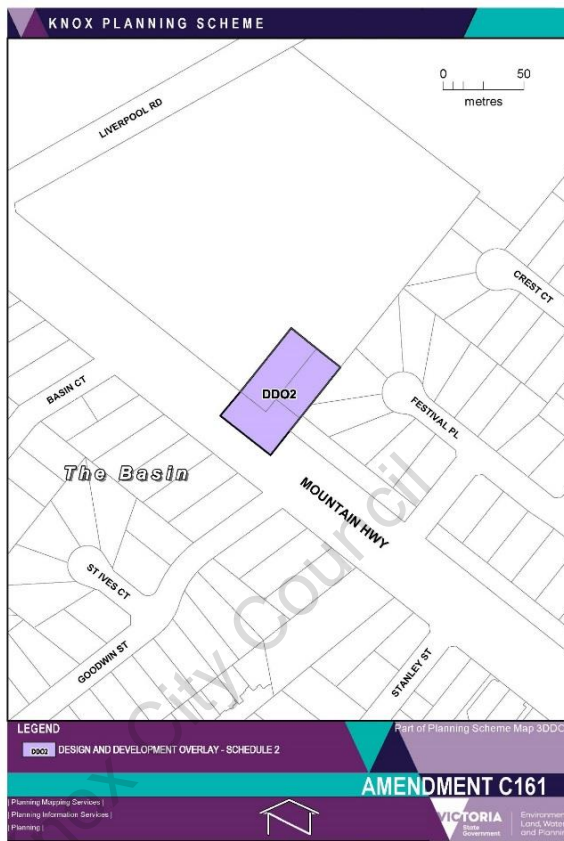 KNOX PLANNING SCHEME
LIVERPOOL RD
0 50
metres
CREST CT
BASIN CT
DDO2
FESTIVAL PL
The Basin
MOUNTAIN HWY
ST IVES CT
GOODWIN ST
STANLEY ST
Knox City Council
LEGEND
DDO2 DESIGN AND DEVELOPMENT OVERLAY - SCHEDULE 2
Part of Planning Scheme Map 3DDO
AMENDMENT C161
| Planning Mapping Services |
| Planning Information Services |
| Planning |
VICTORIA
State
Government
Environment
Land, Water
and Planning